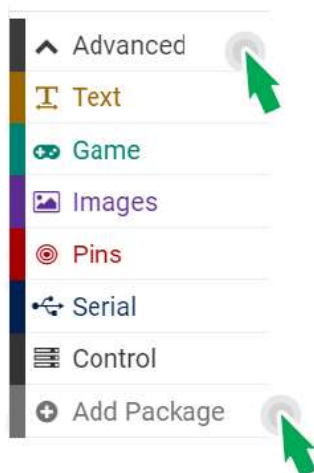 Advanced
Text
Game
Images
Pins
Serial
Control
Add Package